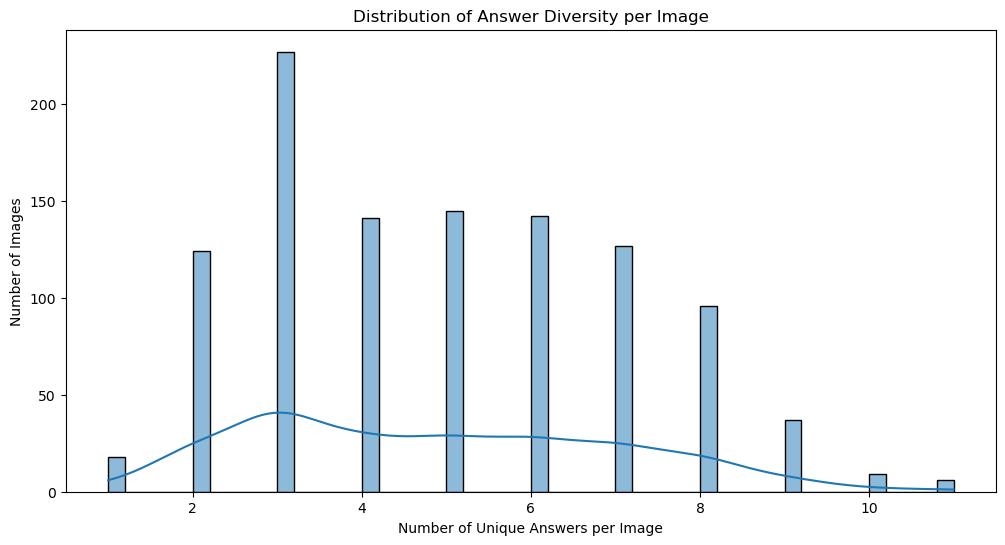 Distribution of Answer Diversity per Image
Number of Images
200
150
100
50
0
2 4 6 8 10
Number of Unique Answers per Image